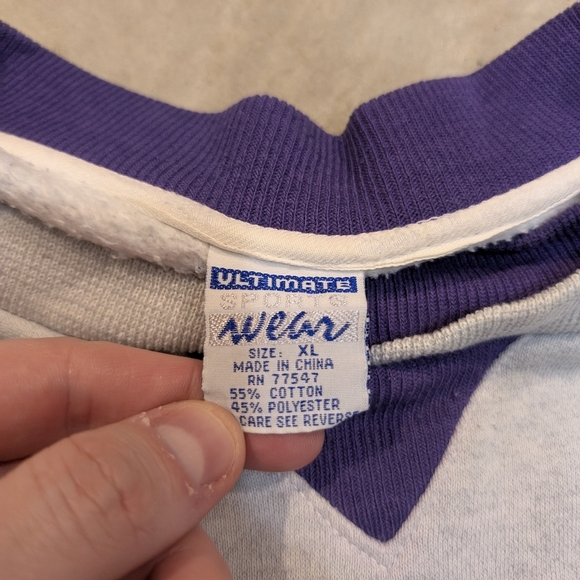 ULTIMATE
SPORTS
wear
SIZE: XL
MADE IN CHINA
RN 77547
55% COTTON
45% POLYESTER
CARE SEE REVERSE